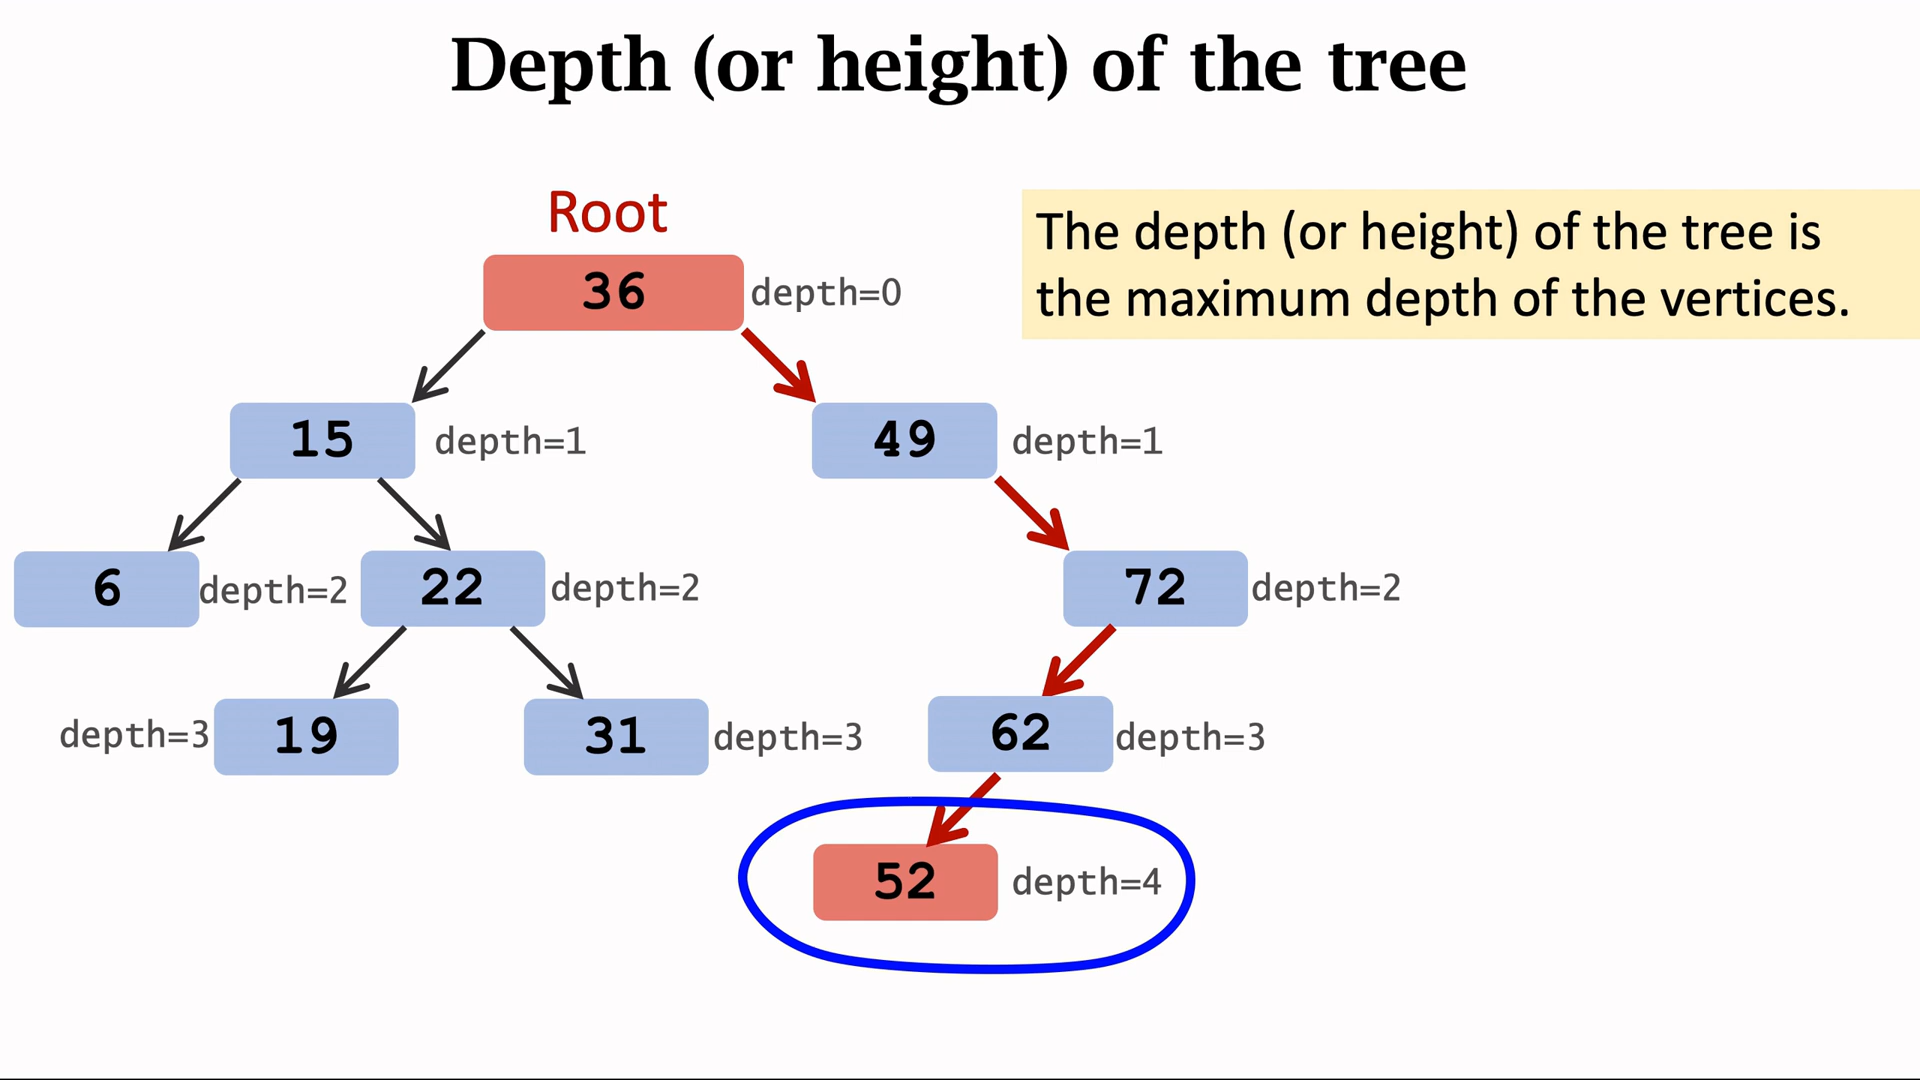 Depth (or height) of the tree
Root
The depth (or height) of the tree is
the maximum depth of the vertices.
36 depth=0
15 depth=1
49 depth=1
6 depth=2
22 depth=2
72 depth=2
depth=3 19
31 depth=3
62 depth=3
52 depth=4